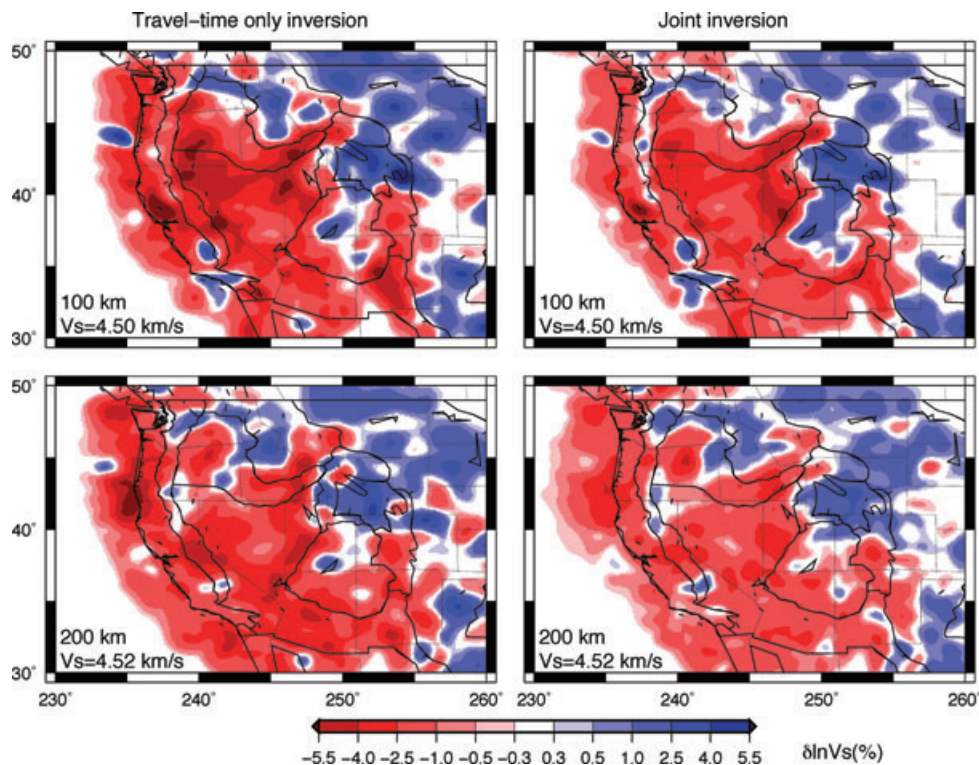 Travel-time only inversion
Joint inversion
50°
40°
30°
100 km
Vs=4.50 km/s
100 km
Vs=4.50 km/s
50°
40°
30°
200 km
Vs=4.52 km/s
200 km
Vs=4.52 km/s
230° 240° 250° 260° 230° 240° 250° 260°
-5.5 -4.0 -2.5 -1.0 -0.5 -0.3 0.3 0.5 1.0 2.5 4.0 5.5
δlnVs(%)